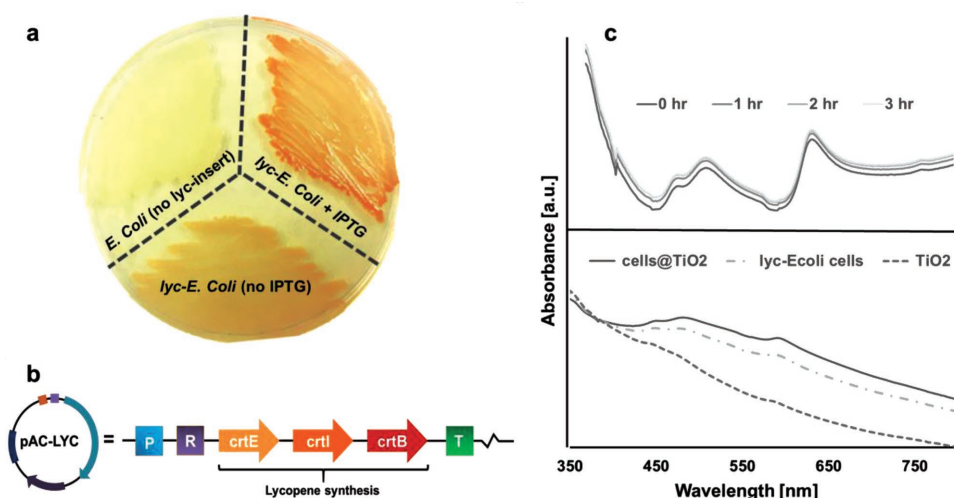 a
E. Coli (no lyc-insert)
lyc-E. Coli + IPTG
lyc-E. Coli (no IPTG)
b
pAC-LYC
=
P
R
crtE
crtI
crtB
T
Lycopene synthesis
c
0 hr 1 hr 2 hr 3 hr
cells@TiO2 lyc-Ecoli cells TiO2
Absorbance [a.u.]
350 450 550 650 750
Wavelength [nm]